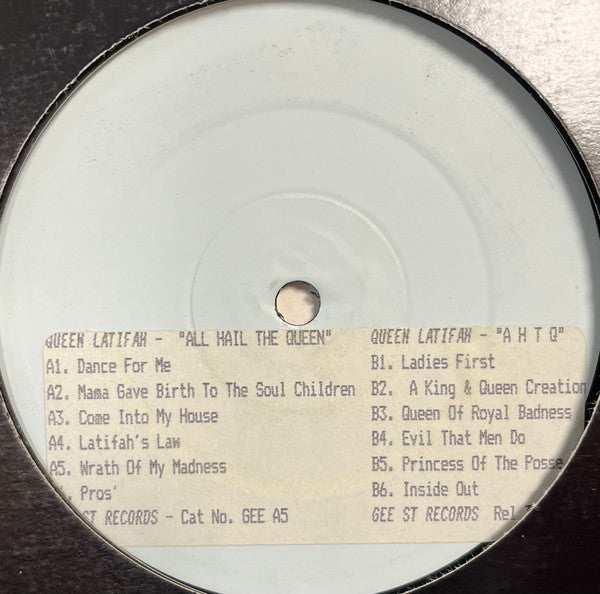 QUEEN LATIFAH - "ALL HAIL THE QUEEN"
A1. Dance For Me
A2. Mama Gave Birth To The Soul Children
A3. Come Into My House
A4. Latifah's Law
A5. Wrath Of My Madness
Pros'
ST RECORDS - Cat No. GEE A5
QUEEN LATIFAH - "A H T Q"
B1. Ladies First
B2. A King & Queen Creation
B3. Queen Of Royal Badness
B4. Evil That Men Do
B5. Princess Of The Posse
B6. Inside Out
GEE ST RECORDS Rel